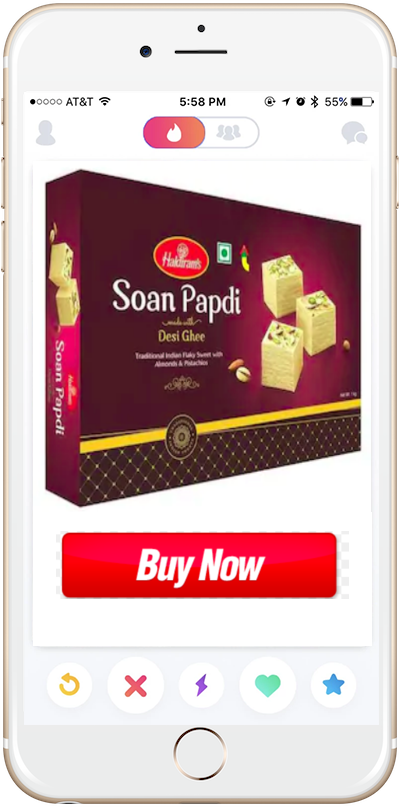 AT&T 5:58 PM 55%
Haldiram's
Soan Papdi
made with
Desi Ghee
Traditional Indian Flaky Sweet with
Almonds & Pistachios
Soan Papdi
Buy Now